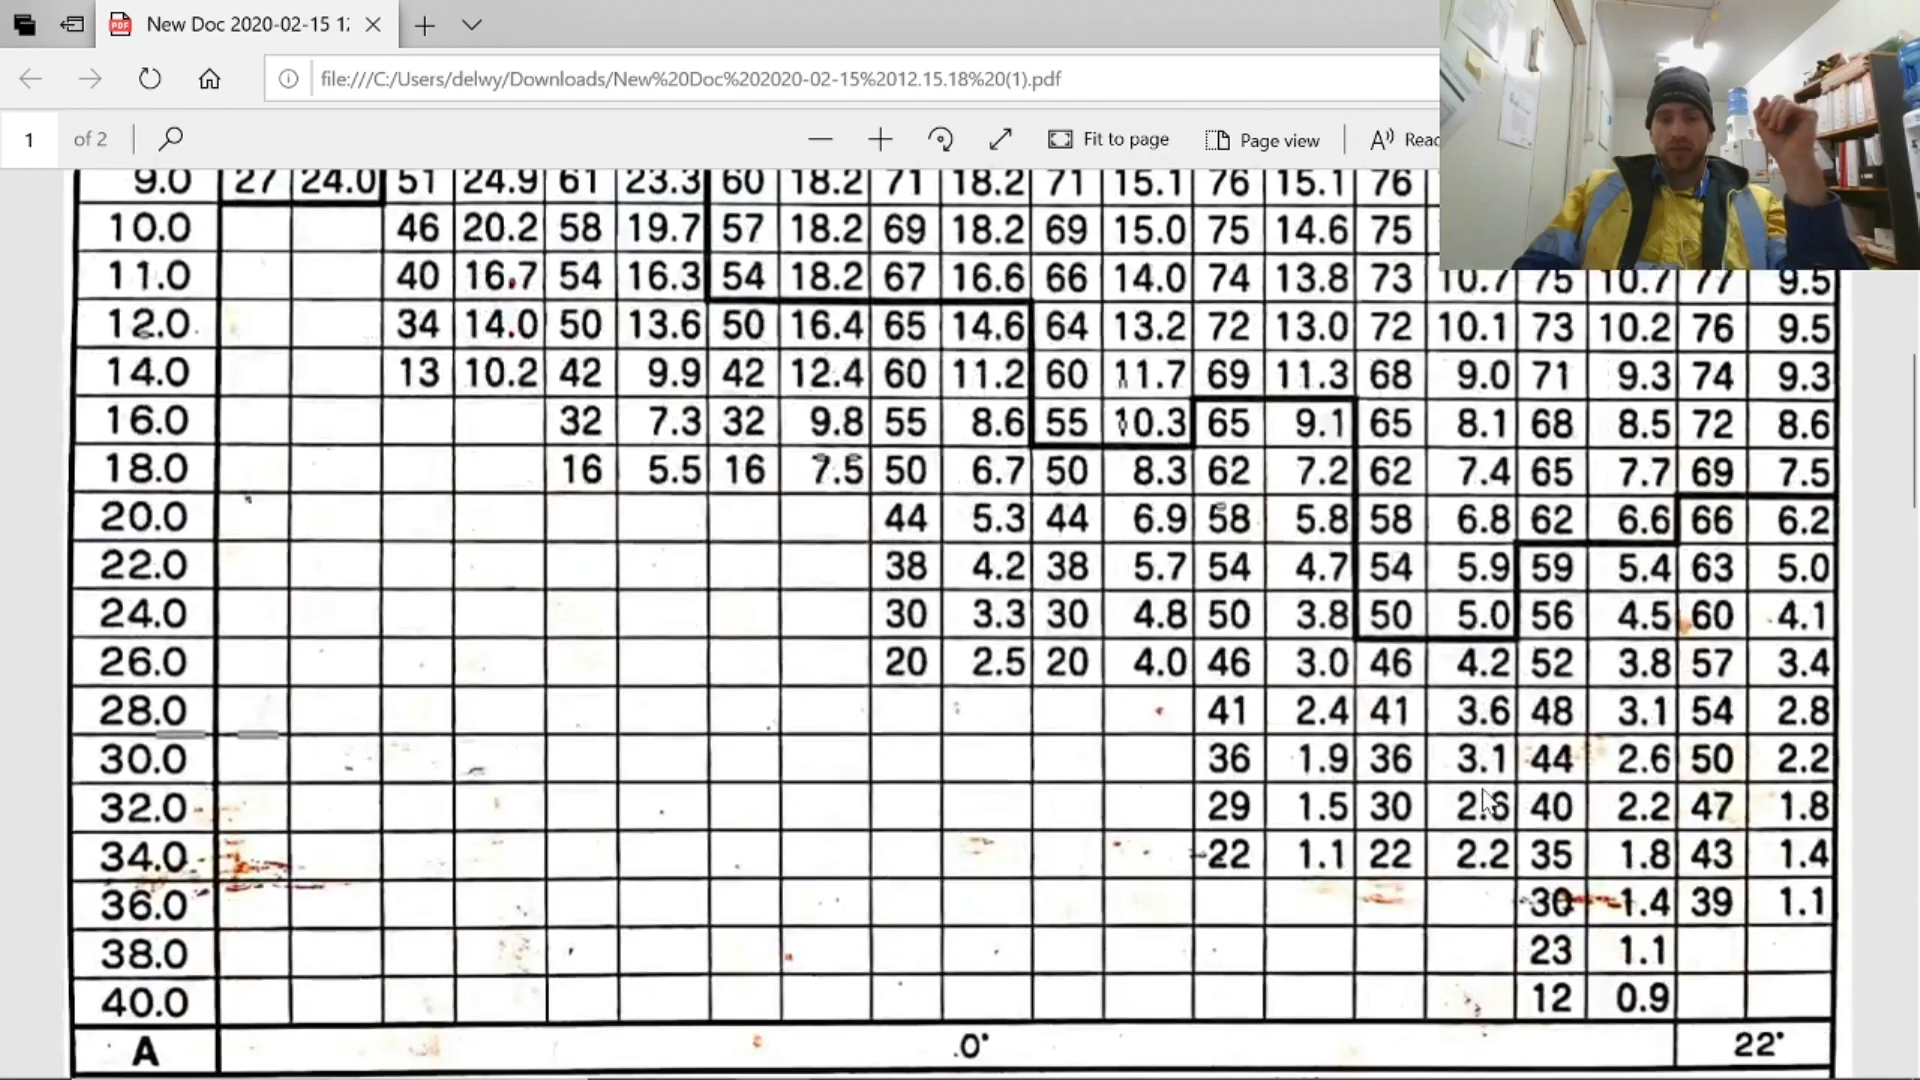 New Doc 2020-02-15 1
file:///C:/Users/delwy/Downloads/New%20Doc%202020-02-15%2012.15.18%20(1).pdf
1 of 2 Fit to page Page view Read
9.0 27 24.0 51 24.9 61 23.3 60 18.2 71 18.2 71 15.1 76 15.1 76
10.0 46 20.2 58 19.7 57 18.2 69 18.2 69 15.0 75 14.6 75
11.0 40 16.7 54 16.3 54 18.2 67 16.6 66 14.0 74 13.8 73 10.7 75 10.7 77 9.5
12.0 34 14.0 50 13.6 50 16.4 65 14.6 64 13.2 72 13.0 72 10.1 73 10.2 76 9.5
14.0 13 10.2 42 9.9 42 12.4 60 11.2 60 11.7 69 11.3 68 9.0 71 9.3 74 9.3
16.0 32 7.3 32 9.8 55 8.6 55 10.3 65 9.1 65 8.1 68 8.5 72 8.6
18.0 16 5.5 16 7.5 50 6.7 50 8.3 62 7.2 62 7.4 65 7.7 69 7.5
20.0 44 5.3 44 6.9 58 5.8 58 6.8 62 6.6 66 6.2
22.0 38 4.2 38 5.7 54 4.7 54 5.9 59 5.4 63 5.0
24.0 30 3.3 30 4.8 50 3.8 50 5.0 56 4.5 60 4.1
26.0 20 2.5 20 4.0 46 3.0 46 4.2 52 3.8 57 3.4
28.0 41 2.4 41 3.6 48 3.1 54 2.8
30.0 36 1.9 36 3.1 44 2.6 50 2.2
32.0 29 1.5 30 2.6 40 2.2 47 1.8
34.0 22 1.1 22 2.2 35 1.8 43 1.4
36.0 30 1.4 39 1.1
38.0 23 1.1
40.0 12 0.9
A 0° 22°